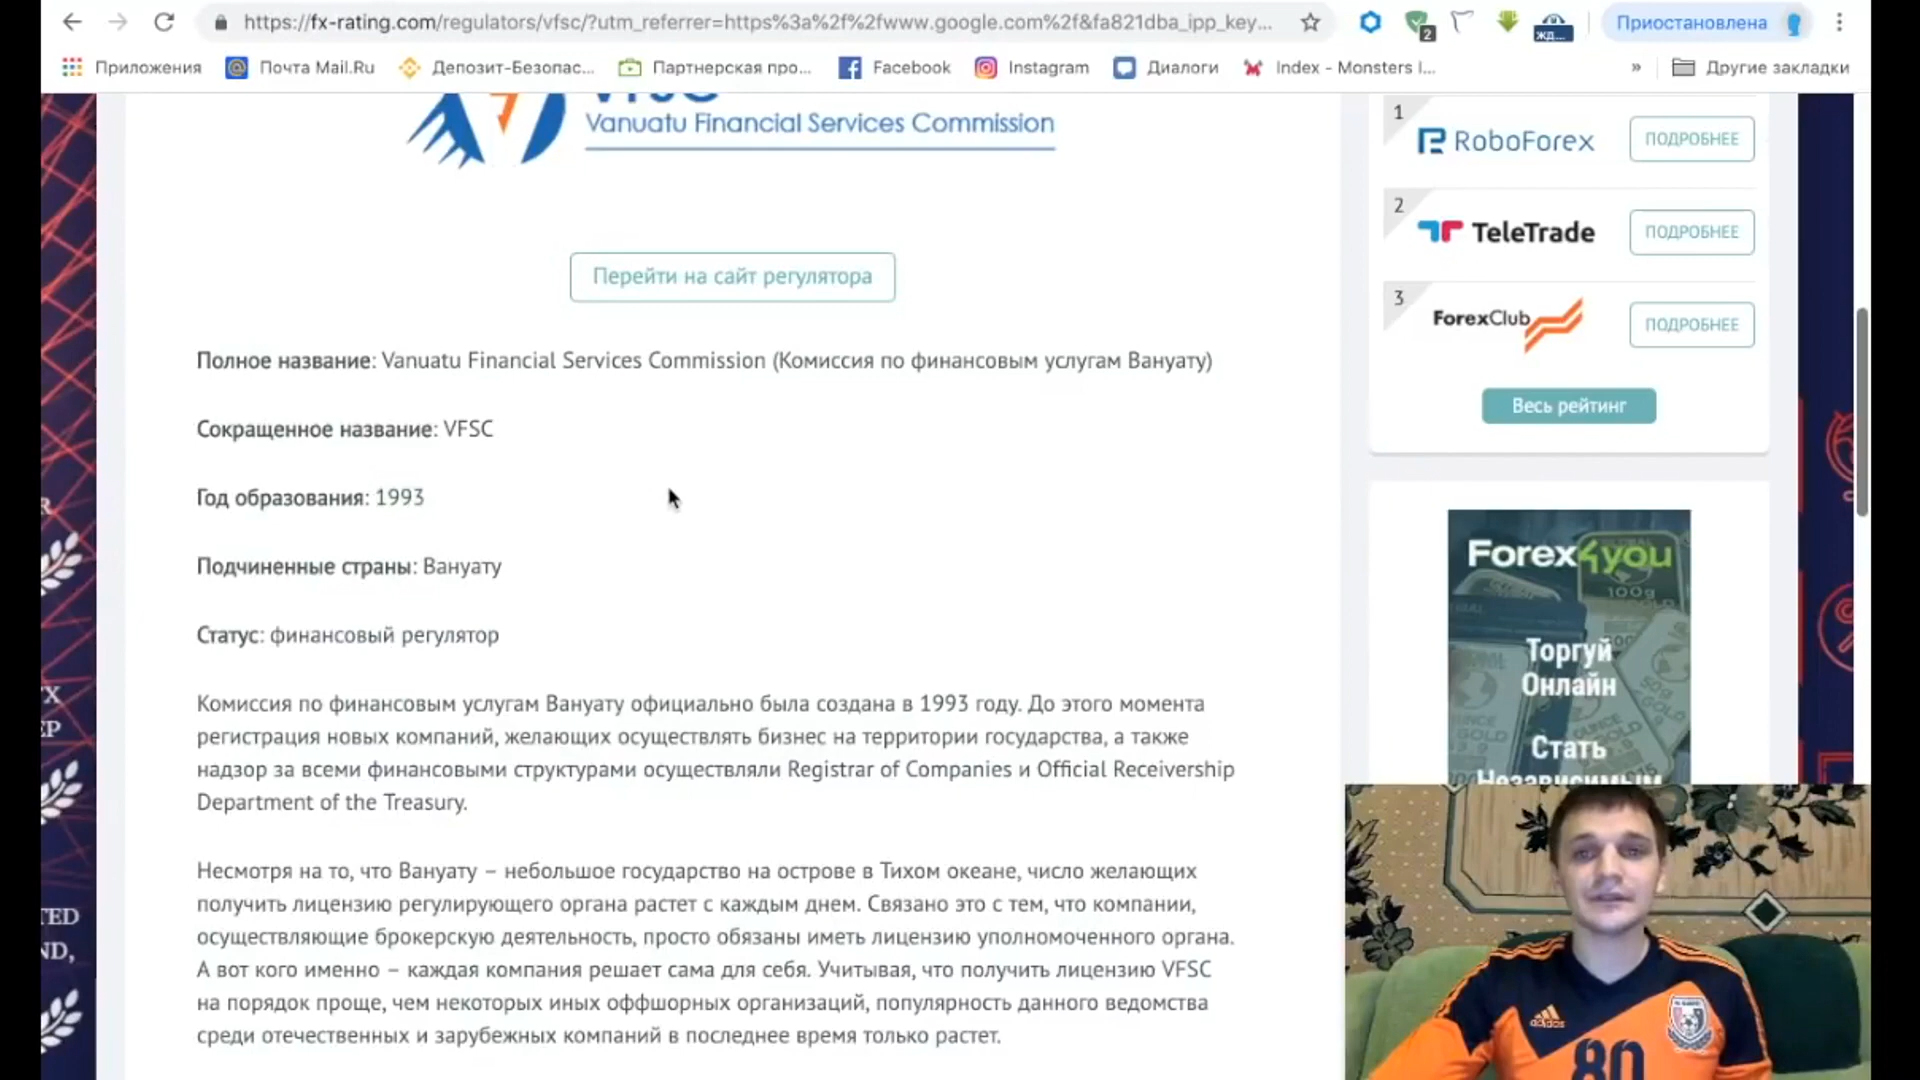 https://fx-rating.com/regulators/vfsc/?utm_referrer=https%3a%2f%2fwww.google.com%2f&fa821dba_ipp_key...
2
жд...
Приостановлена
Приложения
Почта Mail.Ru
Депозит-Безопас...
Партнерская про...
Facebook
Instagram
Диалоги
Index - Monsters I...
»
Другие закладки
VFSC
Vanuatu Financial Services Commission
Перейти на сайт регулятора
Полное название: Vanuatu Financial Services Commission (Комиссия по финансовым услугам Вануату)
Сокращенное название: VFSC
Год образования: 1993
Подчиненные страны: Вануату
Статус: финансовый регулятор
Комиссия по финансовым услугам Вануату официально была создана в 1993 году. До этого момента
регистрация новых компаний, желающих осуществлять бизнес на территории государства, а также
надзор за всеми финансовыми структурами осуществляли Registrar of Companies и Official Receivership
Department of the Treasury.
Несмотря на то, что Вануату – небольшое государство на острове в Тихом океане, число желающих
получить лицензию регулирующего органа растет с каждым днем. Связано это с тем, что компании,
осуществляющие брокерскую деятельность, просто обязаны иметь лицензию уполномоченного органа.
А вот кого именно – каждая компания решает сама для себя. Учитывая, что получить лицензию VFSC
на порядок проще, чем некоторых иных оффшорных организаций, популярность данного ведомства
среди отечественных и зарубежных компаний в последнее время только растет.
1
RoboForex
ПОДРОБНЕЕ
2
TeleTrade
ПОДРОБНЕЕ
3
ForexClub
ПОДРОБНЕЕ
Весь рейтинг
Forex4you
100g
Торгуй
Онлайн
Стать
Независимым
adidas
80